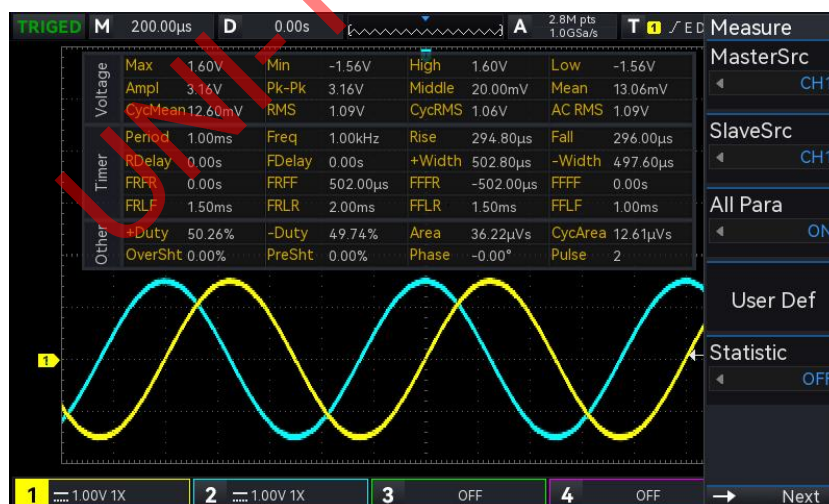 TRIGED M 200.00μs D 0.00s A 2.8M pts 1.0GSa/s T 1 ED
Measure
MasterSrc
CH1
SlaveSrc
CH1
All Para
ON
User Def
Statistic
OFF
Next
Voltage
Max 1.60V Min -1.56V High 1.60V Low -1.56V
Ampl 3.16V Pk-Pk 3.16V Middle 20.00mV Mean 13.06mV
CycMean 12.60mV RMS 1.09V CycRMS 1.06V AC RMS 1.09V
Timer
Period 1.00ms Freq 1.00kHz Rise 294.80μs Fall 296.00μs
RDelay 0.00s FDelay 0.00s +Width 502.80μs -Width 497.60μs
FRFR 0.00s FRFF 502.00μs FFFR -502.00μs FFFF 0.00s
FRLF 1.50ms FRLR 2.00ms FFLR 1.50ms FFLF 1.00ms
Other
+Duty 50.26% -Duty 49.74% Area 36.22μVs CycArea 12.61μVs
OverSht 0.00% PreSht 0.00% Phase -0.00° Pulse 2
1
1 1.00V 1X 2 1.00V 1X 3 OFF 4 OFF
UNI-T